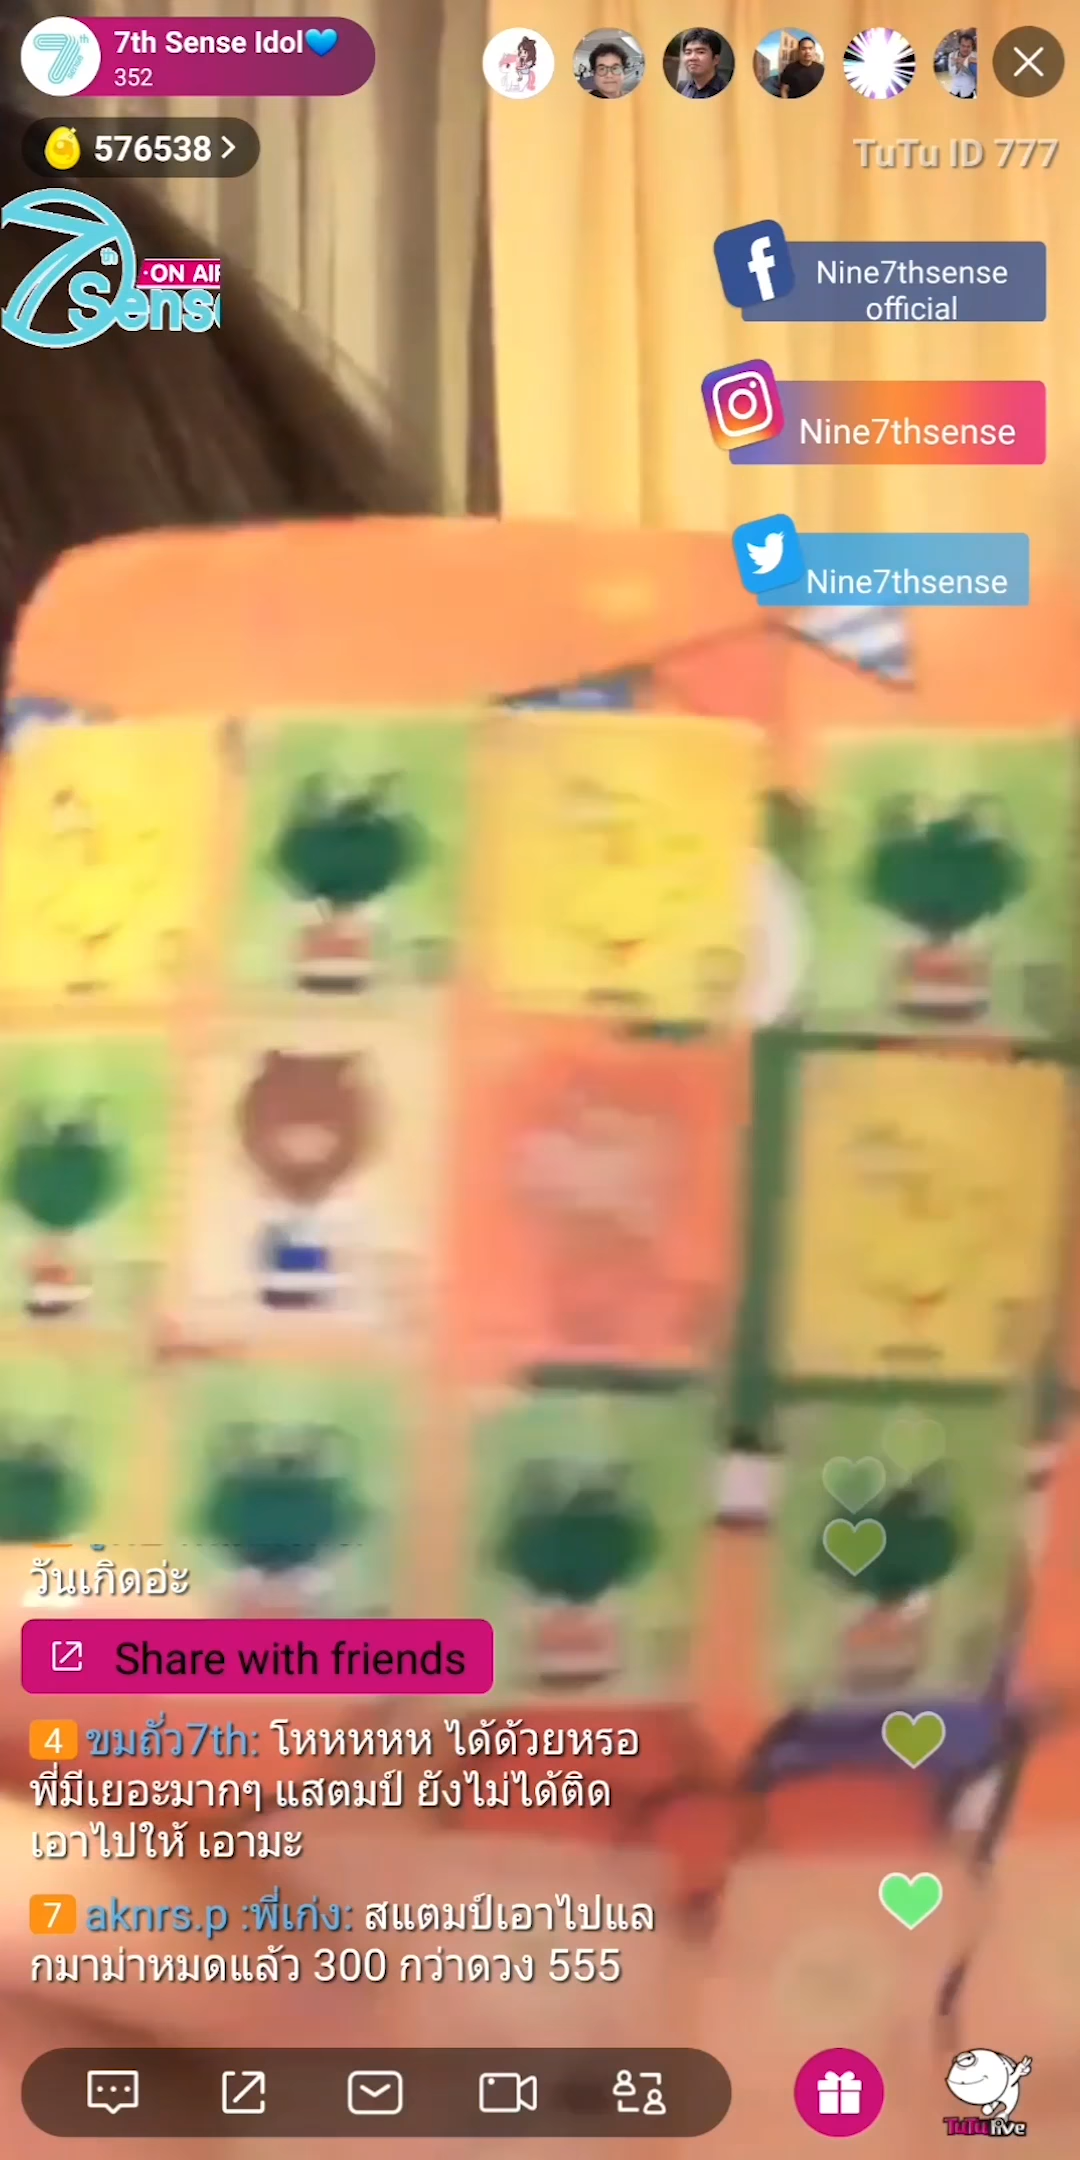 7th Sense Idol💙
352
576538
TuTu ID 777
7th
Sense
·ON AIR
Nine7thsense
official
Nine7thsense
Nine7thsense
วันเกิดอ่ะ
Share with friends
4 ขมถั่ว7th: โหหหหห ได้ด้วยหรอ
พี่มีเยอะมากๆ แสตมป์ ยังไม่ได้ติด
เอาไปให้ เอามะ
7 aknrs.p :พี่เก่ง: สแตมป์เอาไปแล
กมาม่าหมดแล้ว 300 กว่าดวง 555
TuTu live